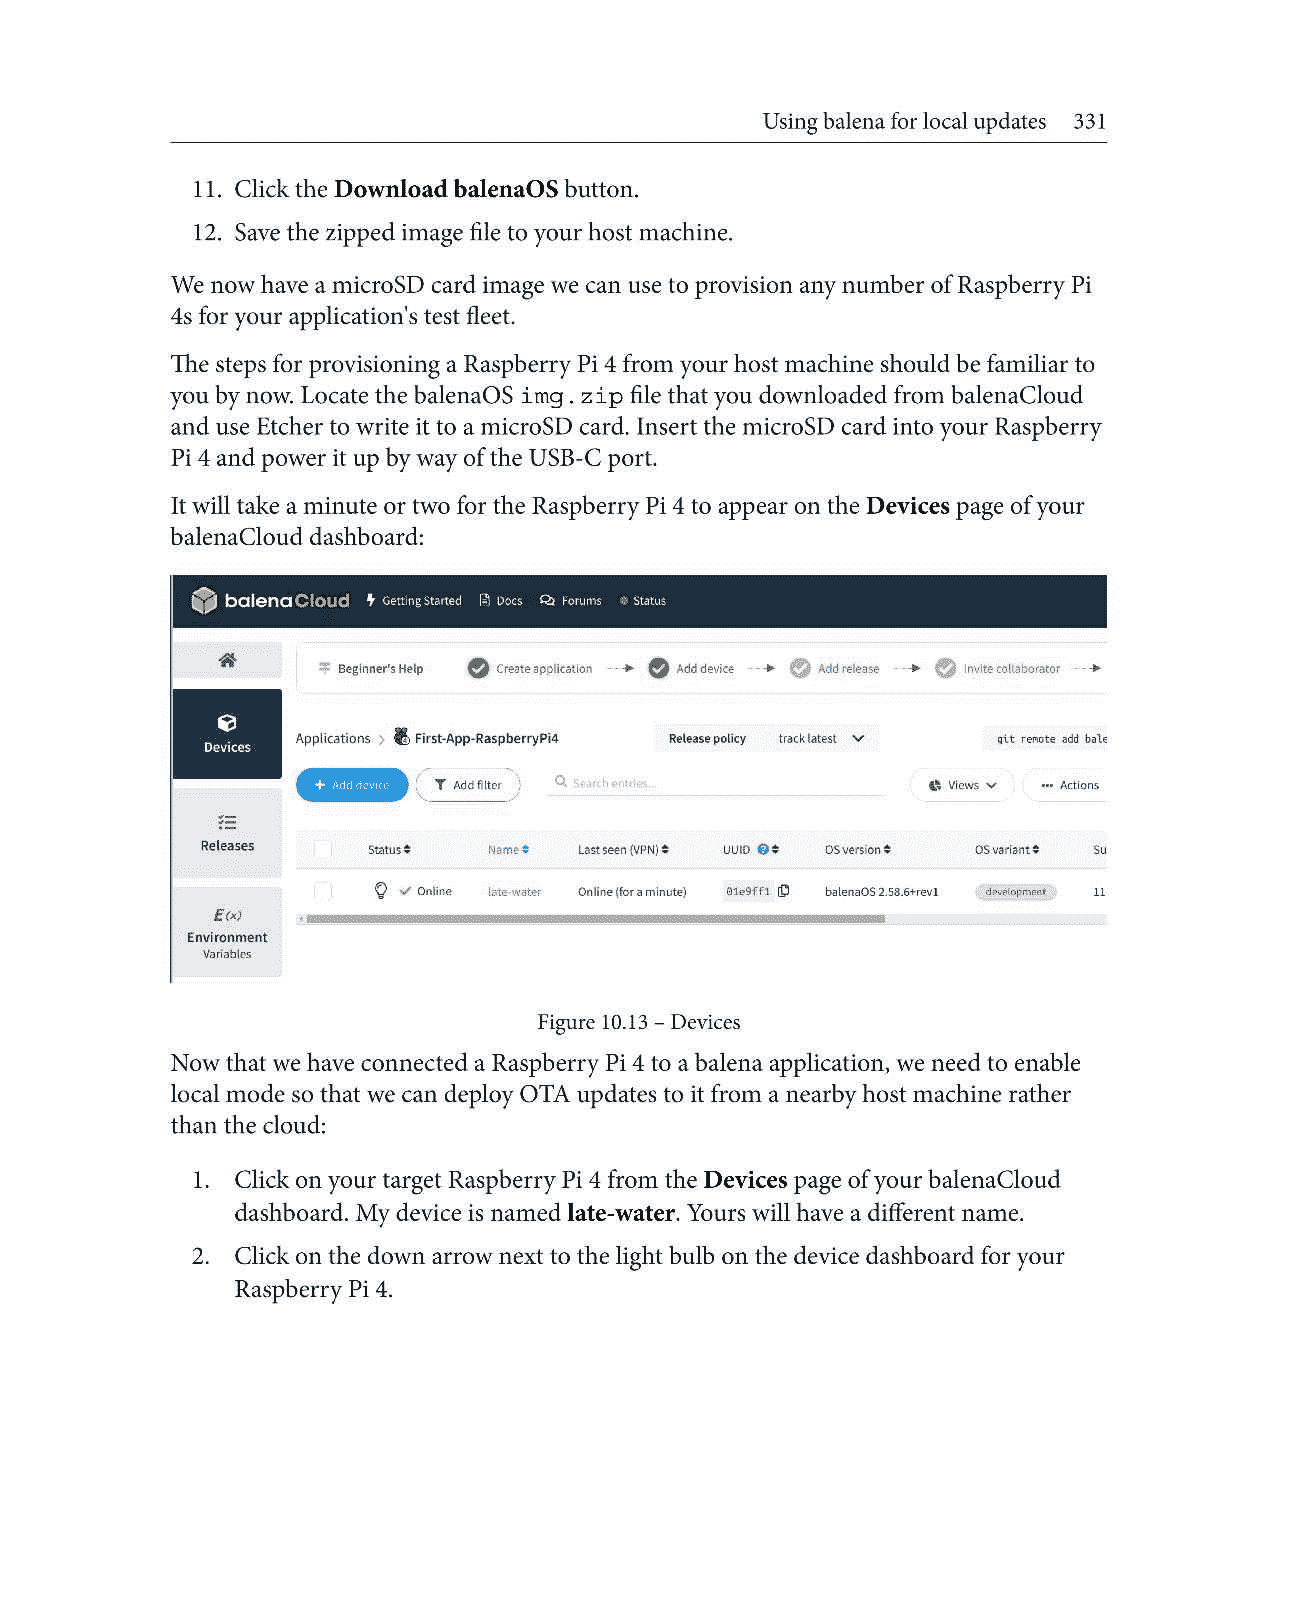 Using balena for local updates 331
11. Click the Download balenaOS button.
12. Save the zipped image file to your host machine.
We now have a microSD card image we can use to provision any number of Raspberry Pi
4s for your application's test fleet.
The steps for provisioning a Raspberry Pi 4 from your host machine should be familiar to
you by now. Locate the balenaOS img.zip file that you downloaded from balenaCloud
and use Etcher to write it to a microSD card. Insert the microSD card into your Raspberry
Pi 4 and power it up by way of the USB-C port.
It will take a minute or two for the Raspberry Pi 4 to appear on the Devices page of your
balenaCloud dashboard:
balenaCloud Getting Started Docs Forums Status
Beginner's Help Create application Add device Add release Invite collaborator
Devices
Applications > First-App-RaspberryPi4 Release policy track latest git remote add bale
+ Add device Add filter Search entries... Views Actions
Releases
Status Name Last seen (VPN) UUID OS version OS variant Su
Online late-water Online (for a minute) 01e9ff1 balenaOS 2.58.6+rev1 development 11
E(x)
Environment
Variables
Figure 10.13 – Devices
Now that we have connected a Raspberry Pi 4 to a balena application, we need to enable
local mode so that we can deploy OTA updates to it from a nearby host machine rather
than the cloud:
1. Click on your target Raspberry Pi 4 from the Devices page of your balenaCloud
dashboard. My device is named late-water. Yours will have a different name.
2. Click on the down arrow next to the light bulb on the device dashboard for your
Raspberry Pi 4.